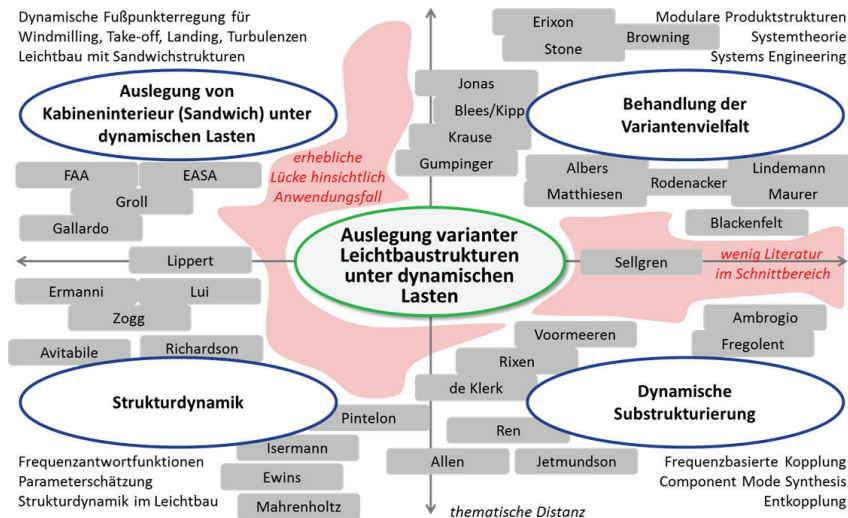 Dynamische Fußpunkterregung für
Windmilling, Take-off, Landing, Turbulenzen
Leichtbau mit Sandwichstrukturen
Auslegung von
Kabineninterieur (Sandwich) unter
dynamischen Lasten
FAA
EASA
Groll
Gallardo
Lippert
Erixon
Browning
Stone
Modulare Produktstrukturen
Systemtheorie
Systems Engineering
Jonas
Blees/Kipp
Krause
Gumpinger
Behandlung der
Variantenvielfalt
Albers
Lindemann
Matthiesen
Rodenacker
Maurer
Blackenfelt
erhebliche
Lücke hinsichtlich
Anwendungsfall
Auslegung varianter
Leichtbaustrukturen
unter dynamischen
Lasten
Sellgren
wenig Literatur
im Schnittbereich
Ermanni
Lui
Zogg
Avitabile
Richardson
Strukturdynamik
Pintelon
Isermann
Ewins
Mahrenholtz
Frequenzantwortfunktionen
Parameterschätzung
Strukturdynamik im Leichtbau
Voormeeren
Rixen
de Klerk
Ren
Allen
Jetmundson
Ambrogio
Fregolent
Dynamische
Substrukturierung
Frequenzbasierte Kopplung
Component Mode Synthesis
Entkopplung
thematische Distanz